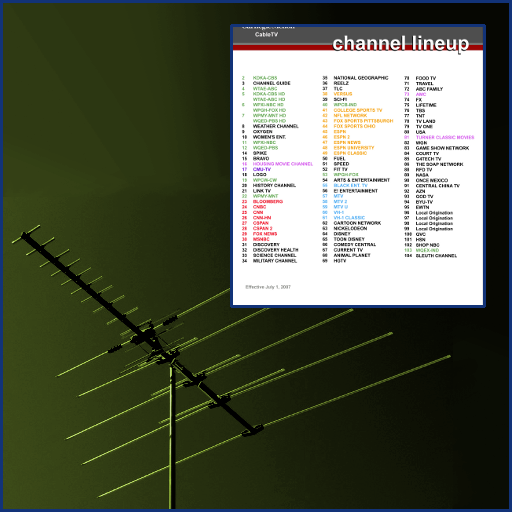 CableTV
channel lineup
2 KDKA-CBS
3 CHANNEL GUIDE
4 WTAE-ABC
5 KDKA-CBS HD
WTAE-ABC HD
6 WPXI-NBC HD
WPGH-FOX HD
7 WPMY-MNT HD
WQED-PBS HD
8 WEATHER CHANNEL
9 OXYGEN
10 WOMEN'S ENT.
11 WPXI-NBC
12 WQED-PBS
14 SPIKE
15 BRAVO
16 HOUSING MOVIE CHANNEL
17 CMU-TV
18 LOGO
19 WPCW-CW
20 HISTORY CHANNEL
21 LINK TV
22 WPMY-MNT
23 BLOOMBERG
24 CNBC
25 CNN
26 CNN-HN
27 CSPAN
28 CSPAN 2
29 FOX NEWS
30 MSNBC
31 DISCOVERY
32 DISCOVERY HEALTH
33 SCIENCE CHANNEL
34 MILITARY CHANNEL
35 NATIONAL GEOGRAPHIC
36 REELZ
37 TLC
38 VERSUS
39 SCI-FI
40 WPCB-IND
41 COLLEGE SPORTS TV
42 NFL NETWORK
43 FOX SPORTS PITTSBURGH
44 FOX SPORTS OHIO
45 ESPN
46 ESPN 2
47 ESPN NEWS
48 ESPN UNIVERSITY
49 ESPN CLASSIC
50 FUEL
51 SPEED
52 FIT TV
53 WPGH-FOX
54 ARTS & ENTERTAINMENT
55 BLACK ENT. TV
56 E! ENTERTAINMENT
57 MTV
58 MTV 2
59 MTV U
60 VH-1
61 VH-1 CLASSIC
62 CARTOON NETWORK
63 NICKELODEON
64 DISNEY
65 TOON DISNEY
66 COMEDY CENTRAL
67 CURRENT TV
68 ANIMAL PLANET
69 HGTV
70 FOOD TV
71 TRAVEL
72 ABC FAMILY
73 AMC
74 FX
75 LIFETIME
76 TBS
77 TNT
78 TV LAND
79 TV ONE
80 USA
81 TURNER CLASSIC MOVIES
82 WGN
83 GAME SHOW NETWORK
84 COURT TV
85 G4TECH TV
86 THE SOAP NETWORK
88 RFD TV
89 NASA
90 ONCE MEXICO
91 CENTRAL CHINA TV
92 AZN
93 GOD TV
94 BYU-TV
95 EWTN
96 Local Origination
97 Local Origination
98 Local Origination
99 Local Origination
100 QVC
101 HSN
102 SHOP NBC
103 WBGN-IND
104 SLEUTH CHANNEL
Effective July 1, 2007